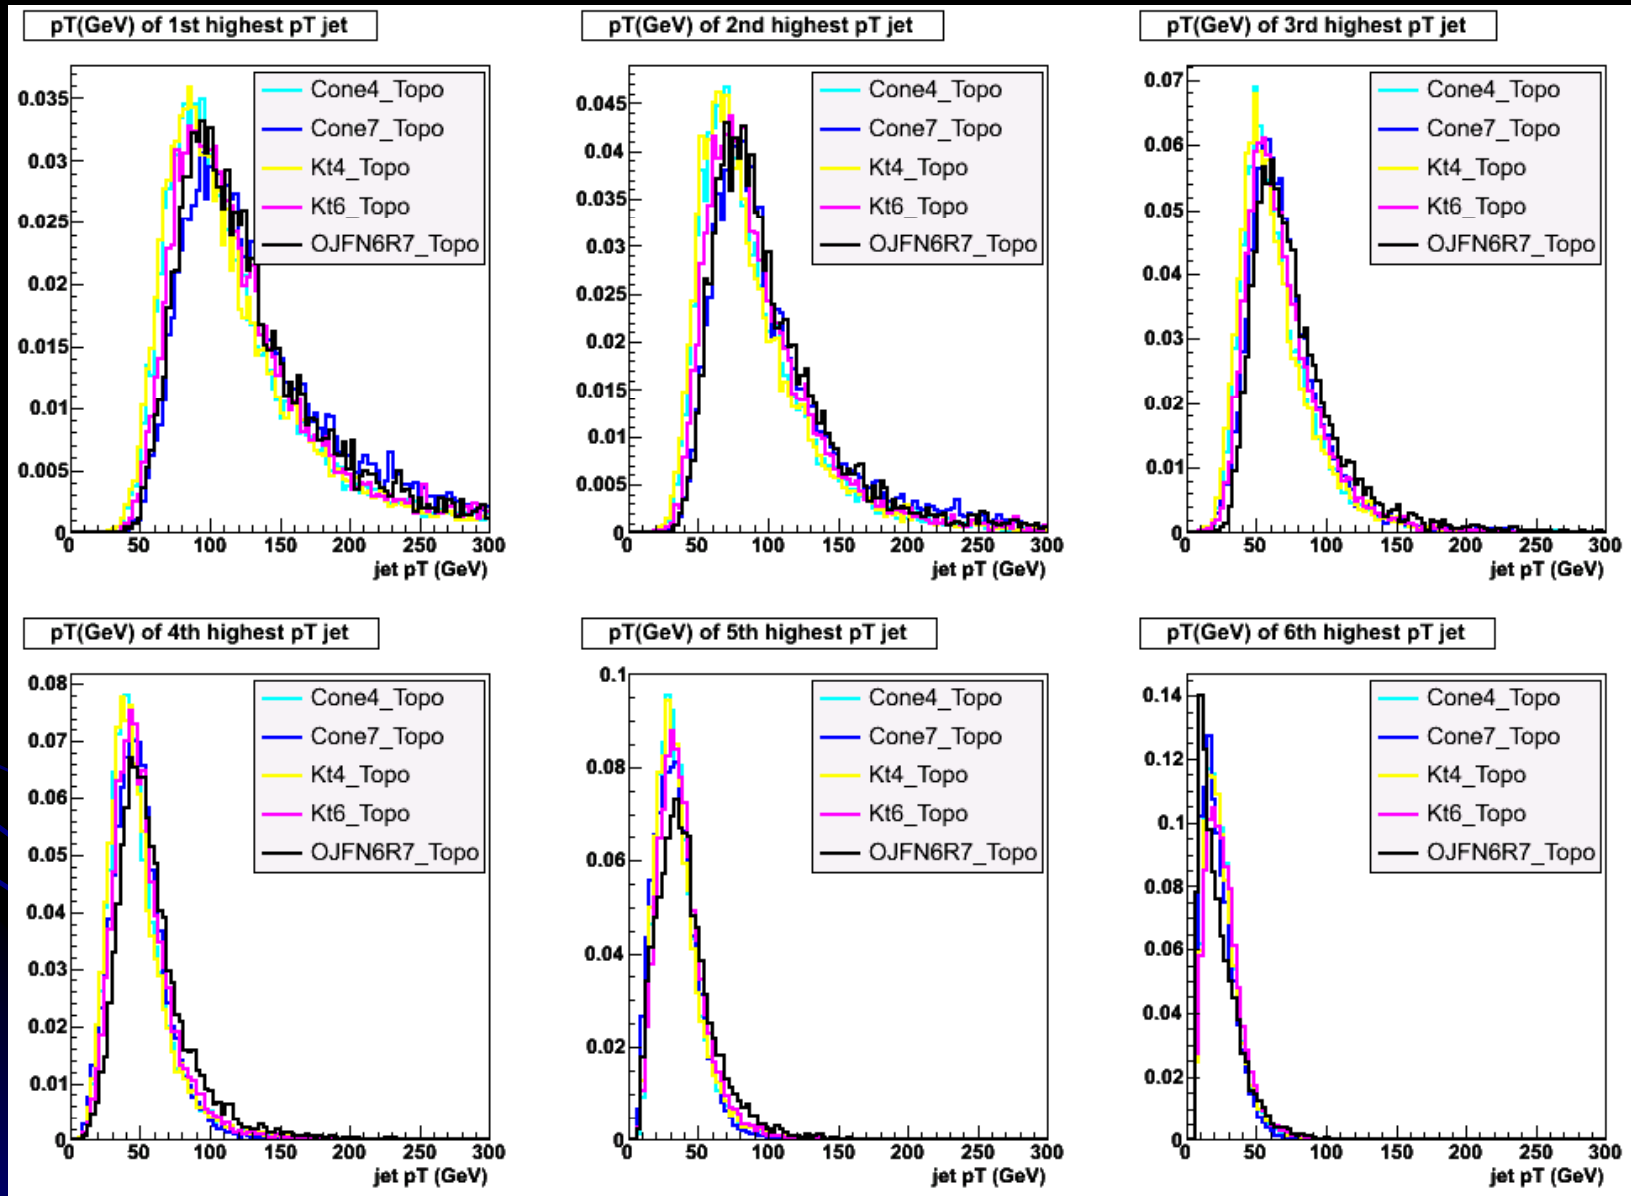 pT(GeV) of 1st highest pT jet
0.035
0.03
0.025
0.02
0.015
0.01
0.005
0
0 50 100 150 200 250 300
jet pT (GeV)
Cone4_Topo
Cone7_Topo
Kt4_Topo
Kt6_Topo
OJFN6R7_Topo
pT(GeV) of 2nd highest pT jet
0.045
0.04
0.035
0.03
0.025
0.02
0.015
0.01
0.005
0
0 50 100 150 200 250 300
jet pT (GeV)
Cone4_Topo
Cone7_Topo
Kt4_Topo
Kt6_Topo
OJFN6R7_Topo
pT(GeV) of 3rd highest pT jet
0.07
0.06
0.05
0.04
0.03
0.02
0.01
0
0 50 100 150 200 250 300
jet pT (GeV)
Cone4_Topo
Cone7_Topo
Kt4_Topo
Kt6_Topo
OJFN6R7_Topo
pT(GeV) of 4th highest pT jet
0.08
0.07
0.06
0.05
0.04
0.03
0.02
0.01
0
0 50 100 150 200 250 300
jet pT (GeV)
Cone4_Topo
Cone7_Topo
Kt4_Topo
Kt6_Topo
OJFN6R7_Topo
pT(GeV) of 5th highest pT jet
0.1
0.08
0.06
0.04
0.02
0
0 50 100 150 200 250 300
jet pT (GeV)
Cone4_Topo
Cone7_Topo
Kt4_Topo
Kt6_Topo
OJFN6R7_Topo
pT(GeV) of 6th highest pT jet
0.14
0.12
0.1
0.08
0.06
0.04
0.02
0
0 50 100 150 200 250 300
jet pT (GeV)
Cone4_Topo
Cone7_Topo
Kt4_Topo
Kt6_Topo
OJFN6R7_Topo